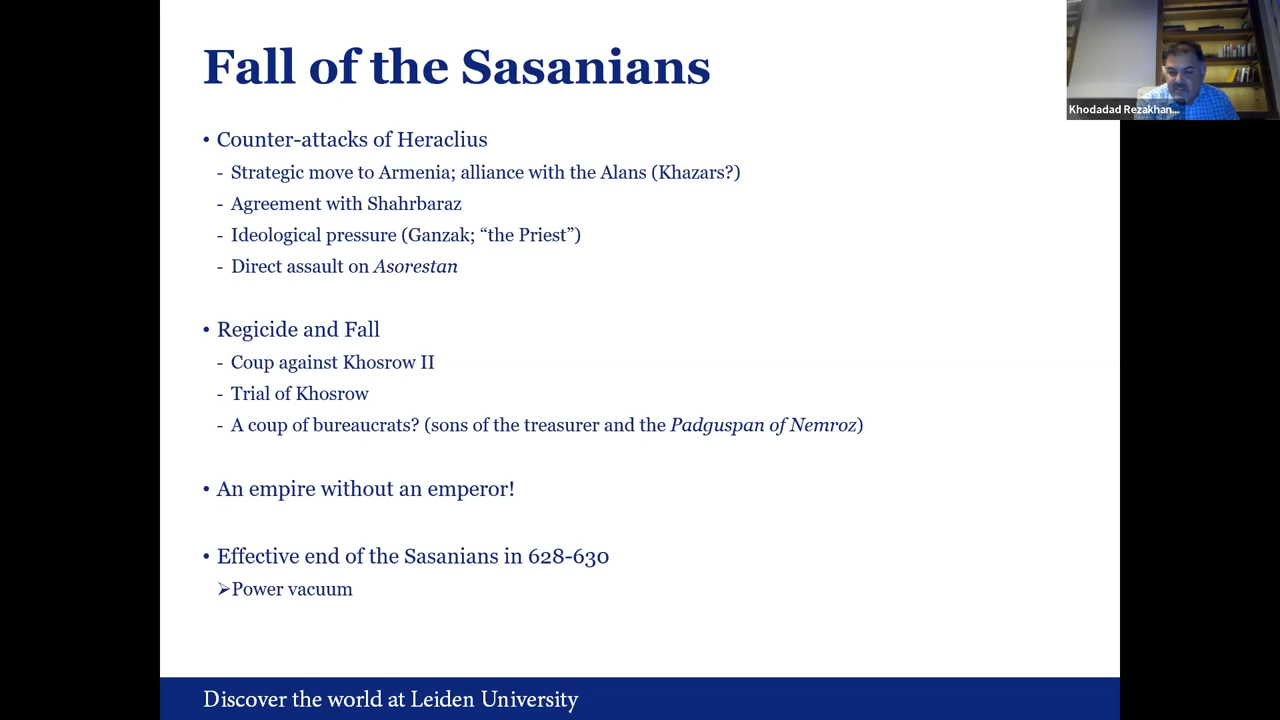 Fall of the Sasanians
Khodadad Rezakhan...
• Counter-attacks of Heraclius
- Strategic move to Armenia; alliance with the Alans (Khazars?)
- Agreement with Shahrbaraz
- Ideological pressure (Ganzak; “the Priest”)
- Direct assault on Asorestan
• Regicide and Fall
- Coup against Khosrow II
- Trial of Khosrow
- A coup of bureaucrats? (sons of the treasurer and the Padguspan of Nemroz)
• An empire without an emperor!
• Effective end of the Sasanians in 628-630
➢Power vacuum
Discover the world at Leiden University